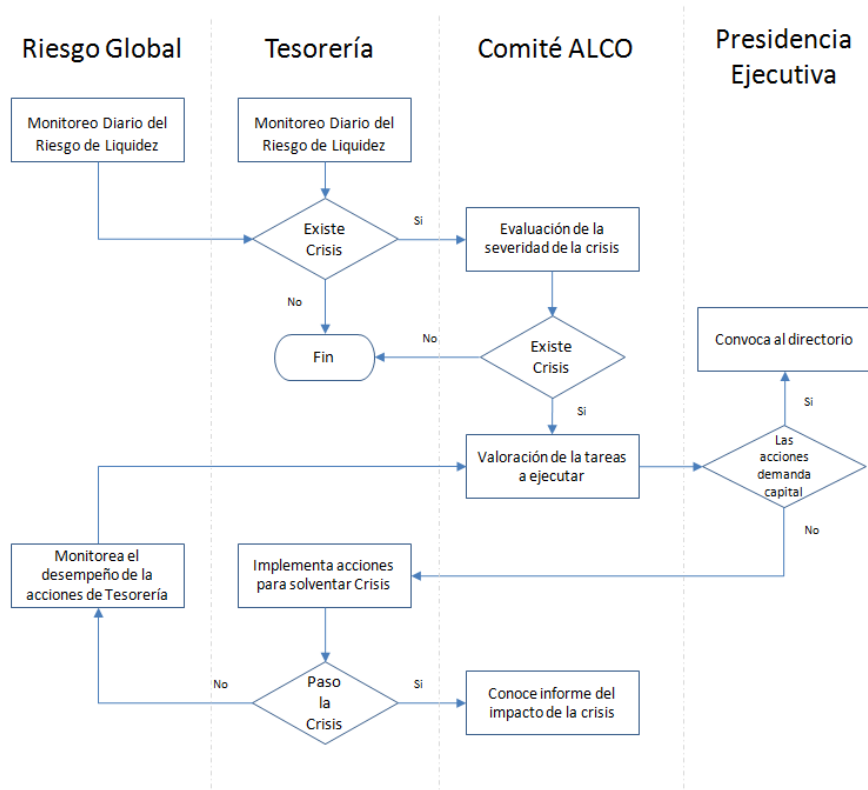 Riesgo Global
Tesorería
Comité ALCO
Presidencia
Ejecutiva
Monitoreo Diario del
Riesgo de Liquidez
Monitoreo Diario del
Riesgo de Liquidez
Existe
Crisis
Si
Evaluación de la
severidad de la crisis
No
Fin
No
Existe
Crisis
Convoca al directorio
Si
Si
Valoración de la tareas
a ejecutar
Las
acciones
demanda
capital
No
Monitorea el
desempeño de la
acciones de Tesorería
Implementa acciones
para solventar Crisis
No
Paso
la
Crisis
Si
Conoce informe del
impacto de la crisis